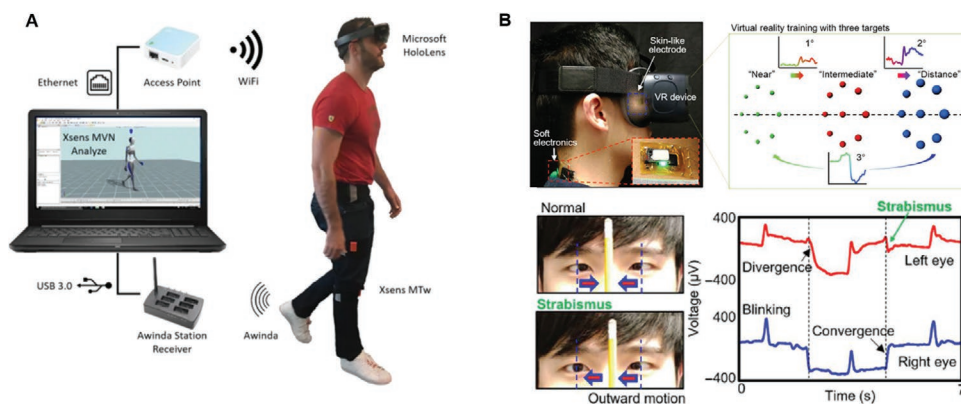 A
Microsoft
HoloLens
Ethernet
Access Point
WiFi
Xsens MVN
Analyze
Xsens MTw
USB 3.0
Awinda Station
Receiver
Awinda
B
Skin-like
electrode
VR device
Soft
electronics
Virtual reality training with three targets
1°
2°
"Near"
"Intermediate"
"Distance"
3°
Normal
Strabismus
Outward motion
Strabismus
400
-400
400
−400
Voltage (µV)
Divergence
Left eye
Blinking
Convergence
Right eye
0
Time (s)
7